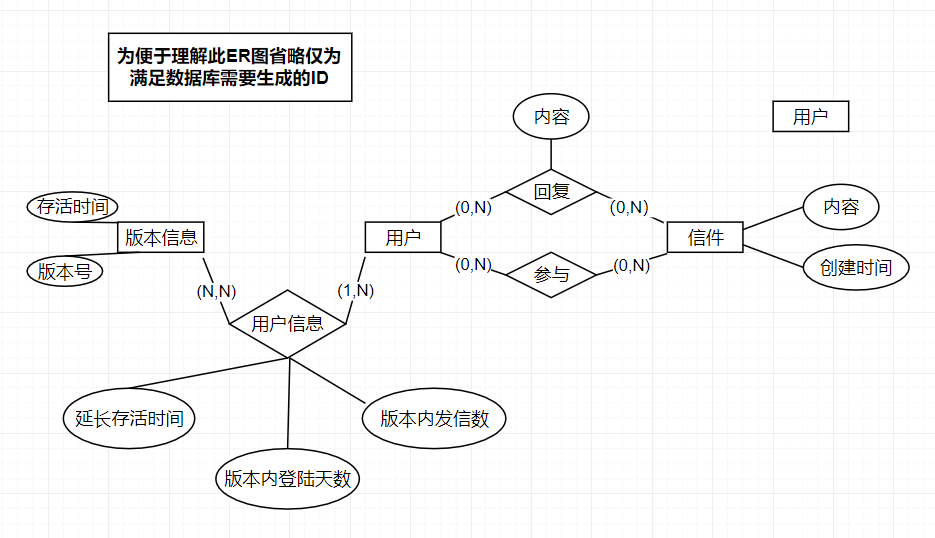 为便于理解此ER图省略仅为
满足数据库需要生成的ID
内容
用户
回复
存活时间
(0,N)
(0,N)
内容
版本信息
用户
信件
版本号
(0,N)
参与
(0,N)
创建时间
(N,N)
(1,N)
用户信息
延长存活时间
版本内发信数
版本内登陆天数